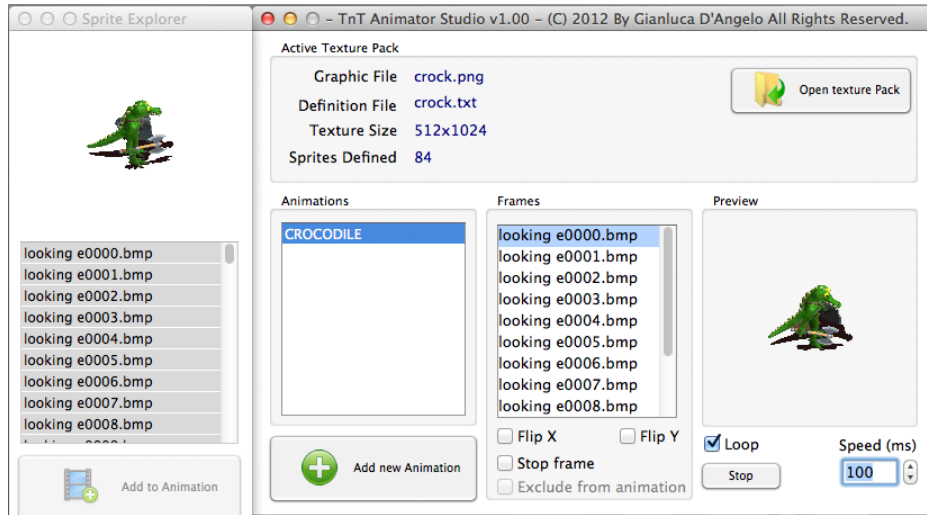 Sprite Explorer
looking e0000.bmp
looking e0001.bmp
looking e0002.bmp
looking e0003.bmp
looking e0004.bmp
looking e0005.bmp
looking e0006.bmp
looking e0007.bmp
looking e0008.bmp
Add to Animation
– TnT Animator Studio v1.00 – (C) 2012 By Gianluca D'Angelo All Rights Reserved.
Active Texture Pack
Graphic File crock.png
Definition File crock.txt
Texture Size 512x1024
Sprites Defined 84
Open texture Pack
Animations
CROCODILE
Add new Animation
Frames
looking e0000.bmp
looking e0001.bmp
looking e0002.bmp
looking e0003.bmp
looking e0004.bmp
looking e0005.bmp
looking e0006.bmp
looking e0007.bmp
looking e0008.bmp
Flip X Flip Y
Stop frame
Exclude from animation
Preview
Loop Speed (ms)
Stop 100